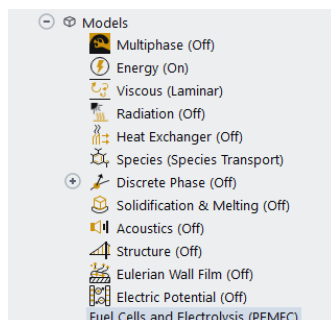 Models
Multiphase (Off)
Energy (On)
Viscous (Laminar)
Radiation (Off)
Heat Exchanger (Off)
Species (Species Transport)
Discrete Phase (Off)
Solidification & Melting (Off)
Acoustics (Off)
Structure (Off)
Eulerian Wall Film (Off)
Electric Potential (Off)
Fuel Cells and Electrolysis (PEMFC)